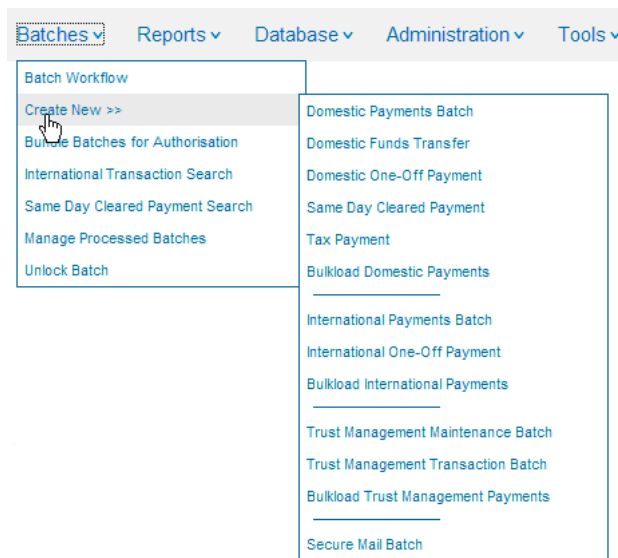 Batches Reports Database Administration Tools
Batch Workflow
Create New >>
Bundle Batches for Authorisation
International Transaction Search
Same Day Cleared Payment Search
Manage Processed Batches
Unlock Batch
Domestic Payments Batch
Domestic Funds Transfer
Domestic One-Off Payment
Same Day Cleared Payment
Tax Payment
Bulkload Domestic Payments
International Payments Batch
International One-Off Payment
Bulkload International Payments
Trust Management Maintenance Batch
Trust Management Transaction Batch
Bulkload Trust Management Payments
Secure Mail Batch